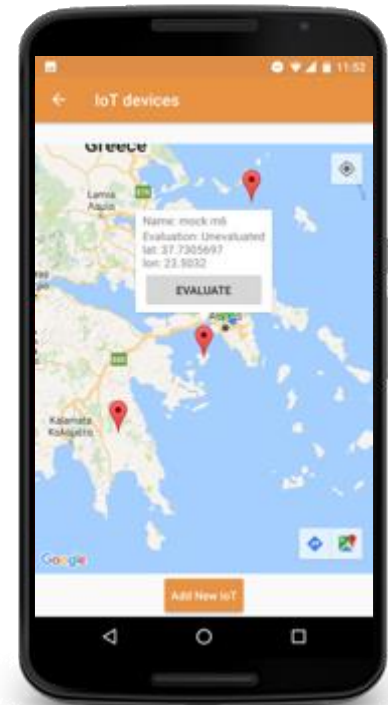 11:52
IoT devices
Greece
Lamia
Name: mock m6
Evaluation: Unevaluated
lat: 37.7305697
lon: 23.5032
EVALUATE
Kalamata
Google
Add New IoT